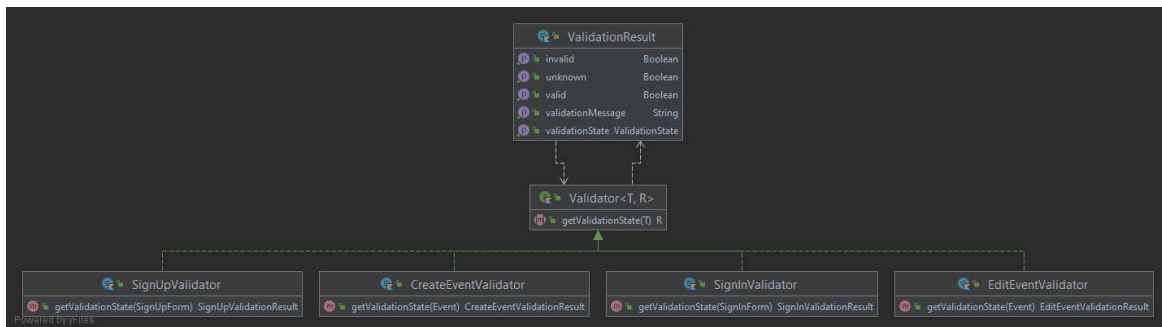 ValidationResult
invalid Boolean
unknown Boolean
valid Boolean
validationMessage String
validationState ValidationState
Validator<T, R>
getValidationState(T) R
SignUpValidator
getValidationState(SignUpForm) SignUpValidationResult
CreateEventValidator
getValidationState(Event) CreateEventValidationResult
SignInValidator
getValidationState(SignInForm) SignInValidationResult
EditEventValidator
getValidationState(Event) EditEventValidationResult
Powered by yFiles